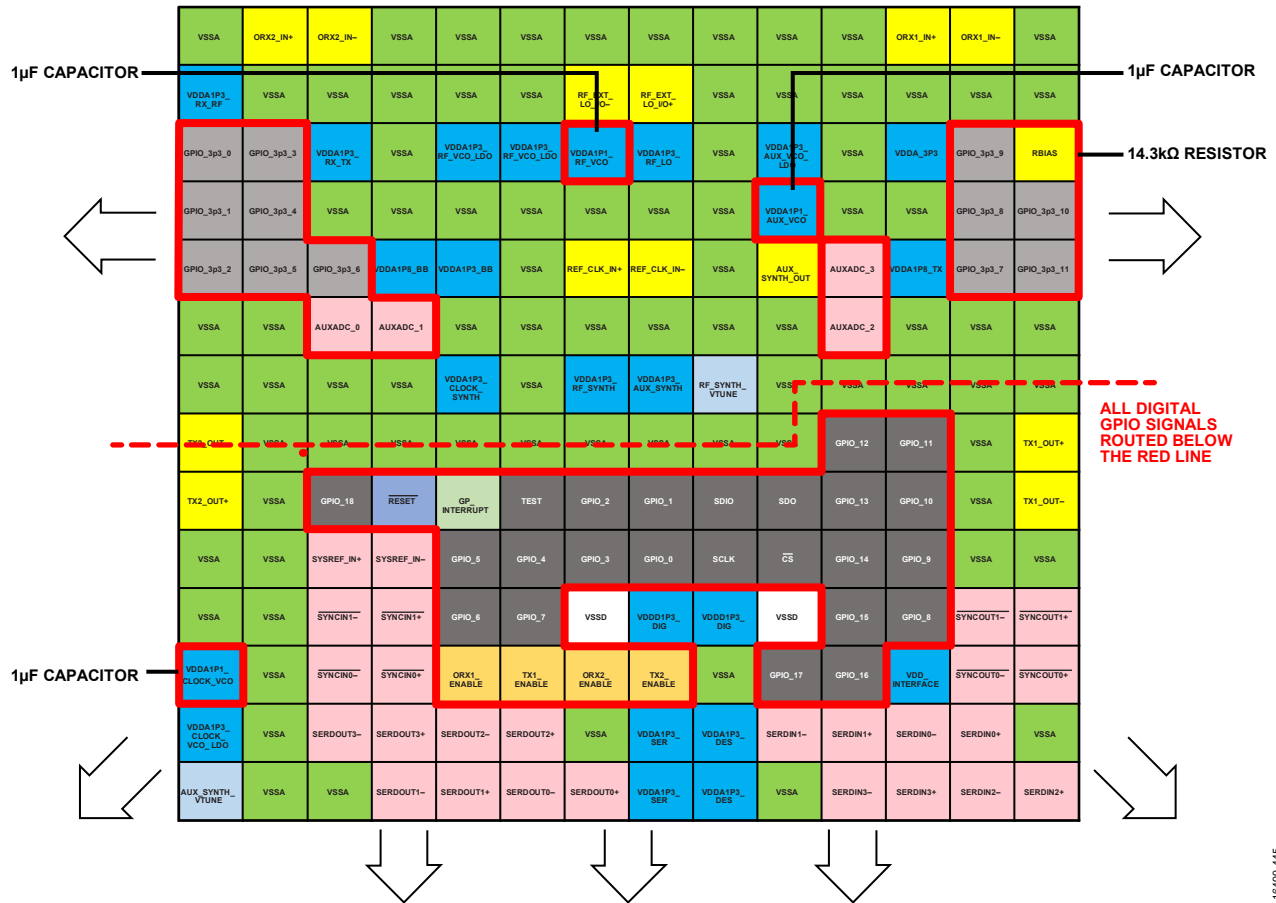 VSSA ORX2_IN+ ORX2_IN− VSSA VSSA VSSA VSSA VSSA VSSA VSSA VSSA ORX1_IN+ ORX1_IN− VSSA
1µF CAPACITOR
1µF CAPACITOR
VDDA1P3_RX_RF VSSA VSSA VSSA VSSA VSSA RF_EXT_LO_I/O− RF_EXT_LO_I/O+ VSSA VSSA VSSA VSSA VSSA VSSA
GPIO_3p3_0 GPIO_3p3_3 VDDA1P3_RX_TX VSSA VDDA1P3_RF_VCO_LDO VDDA1P3_RF_VCO_LDO VDDA1P1_RF_VCO VDDA1P3_RF_LO VSSA VDDA1P3_AUX_VCO_LDO VSSA VDDA_3P3 GPIO_3p3_9 RBIAS
14.3kΩ RESISTOR
GPIO_3p3_1 GPIO_3p3_4 VSSA VSSA VSSA VSSA VSSA VSSA VSSA VDDA1P1_AUX_VCO VSSA VSSA GPIO_3p3_8 GPIO_3p3_10
GPIO_3p3_2 GPIO_3p3_5 GPIO_3p3_6 VDDA1P8_BB VDDA1P3_BB VSSA REF_CLK_IN+ REF_CLK_IN− VSSA AUX_SYNTH_OUT AUXADC_3 VDDA1P8_TX GPIO_3p3_7 GPIO_3p3_11
VSSA VSSA AUXADC_0 AUXADC_1 VSSA VSSA VSSA VSSA VSSA VSSA AUXADC_2 VSSA VSSA VSSA
VSSA VSSA VSSA VSSA VDDA1P3_CLOCK_SYNTH VSSA VDDA1P3_RF_SYNTH VDDA1P3_AUX_SYNTH RF_SYNTH_VTUNE VSSA VSSA VSSA VSSA VSSA
ALL DIGITAL
GPIO SIGNALS
ROUTED BELOW
THE RED LINE
TX2_OUT− VSSA VSSA VSSA VSSA VSSA VSSA VSSA VSSA VSSA GPIO_12 GPIO_11 VSSA TX1_OUT+
TX2_OUT+ VSSA GPIO_18 RESET GP_INTERRUPT TEST GPIO_2 GPIO_1 SDIO SDO GPIO_13 GPIO_10 VSSA TX1_OUT−
VSSA VSSA SYSREF_IN+ SYSREF_IN− GPIO_5 GPIO_4 GPIO_3 GPIO_0 SCLK CS GPIO_14 GPIO_9 VSSA VSSA
VSSA VSSA SYNCIN1− SYNCIN1+ GPIO_6 GPIO_7 VSSD VDDD1P3_DIG VDDD1P3_DIG VSSD GPIO_15 GPIO_8 SYNCOUT1− SYNCOUT1+
1µF CAPACITOR
VDDA1P1_CLOCK_VCO VSSA SYNCIN0− SYNCIN0+ ORX1_ENABLE TX1_ENABLE ORX2_ENABLE TX2_ENABLE VSSA GPIO_17 GPIO_16 VDD_INTERFACE SYNCOUT0− SYNCOUT0+
VDDA1P3_CLOCK_VCO_LDO VSSA SERDOUT3− SERDOUT3+ SERDOUT2− SERDOUT2+ VSSA VDDA1P3_SER VDDA1P3_DES SERDIN1− SERDIN1+ SERDIN0− SERDIN0+ VSSA
AUX_SYNTH_VTUNE VSSA VSSA SERDOUT1− SERDOUT1+ SERDOUT0− SERDOUT0+ VDDA1P3_SER VDDA1P3_DES VSSA SERDIN3− SERDIN3+ SERDIN2− SERDIN2+